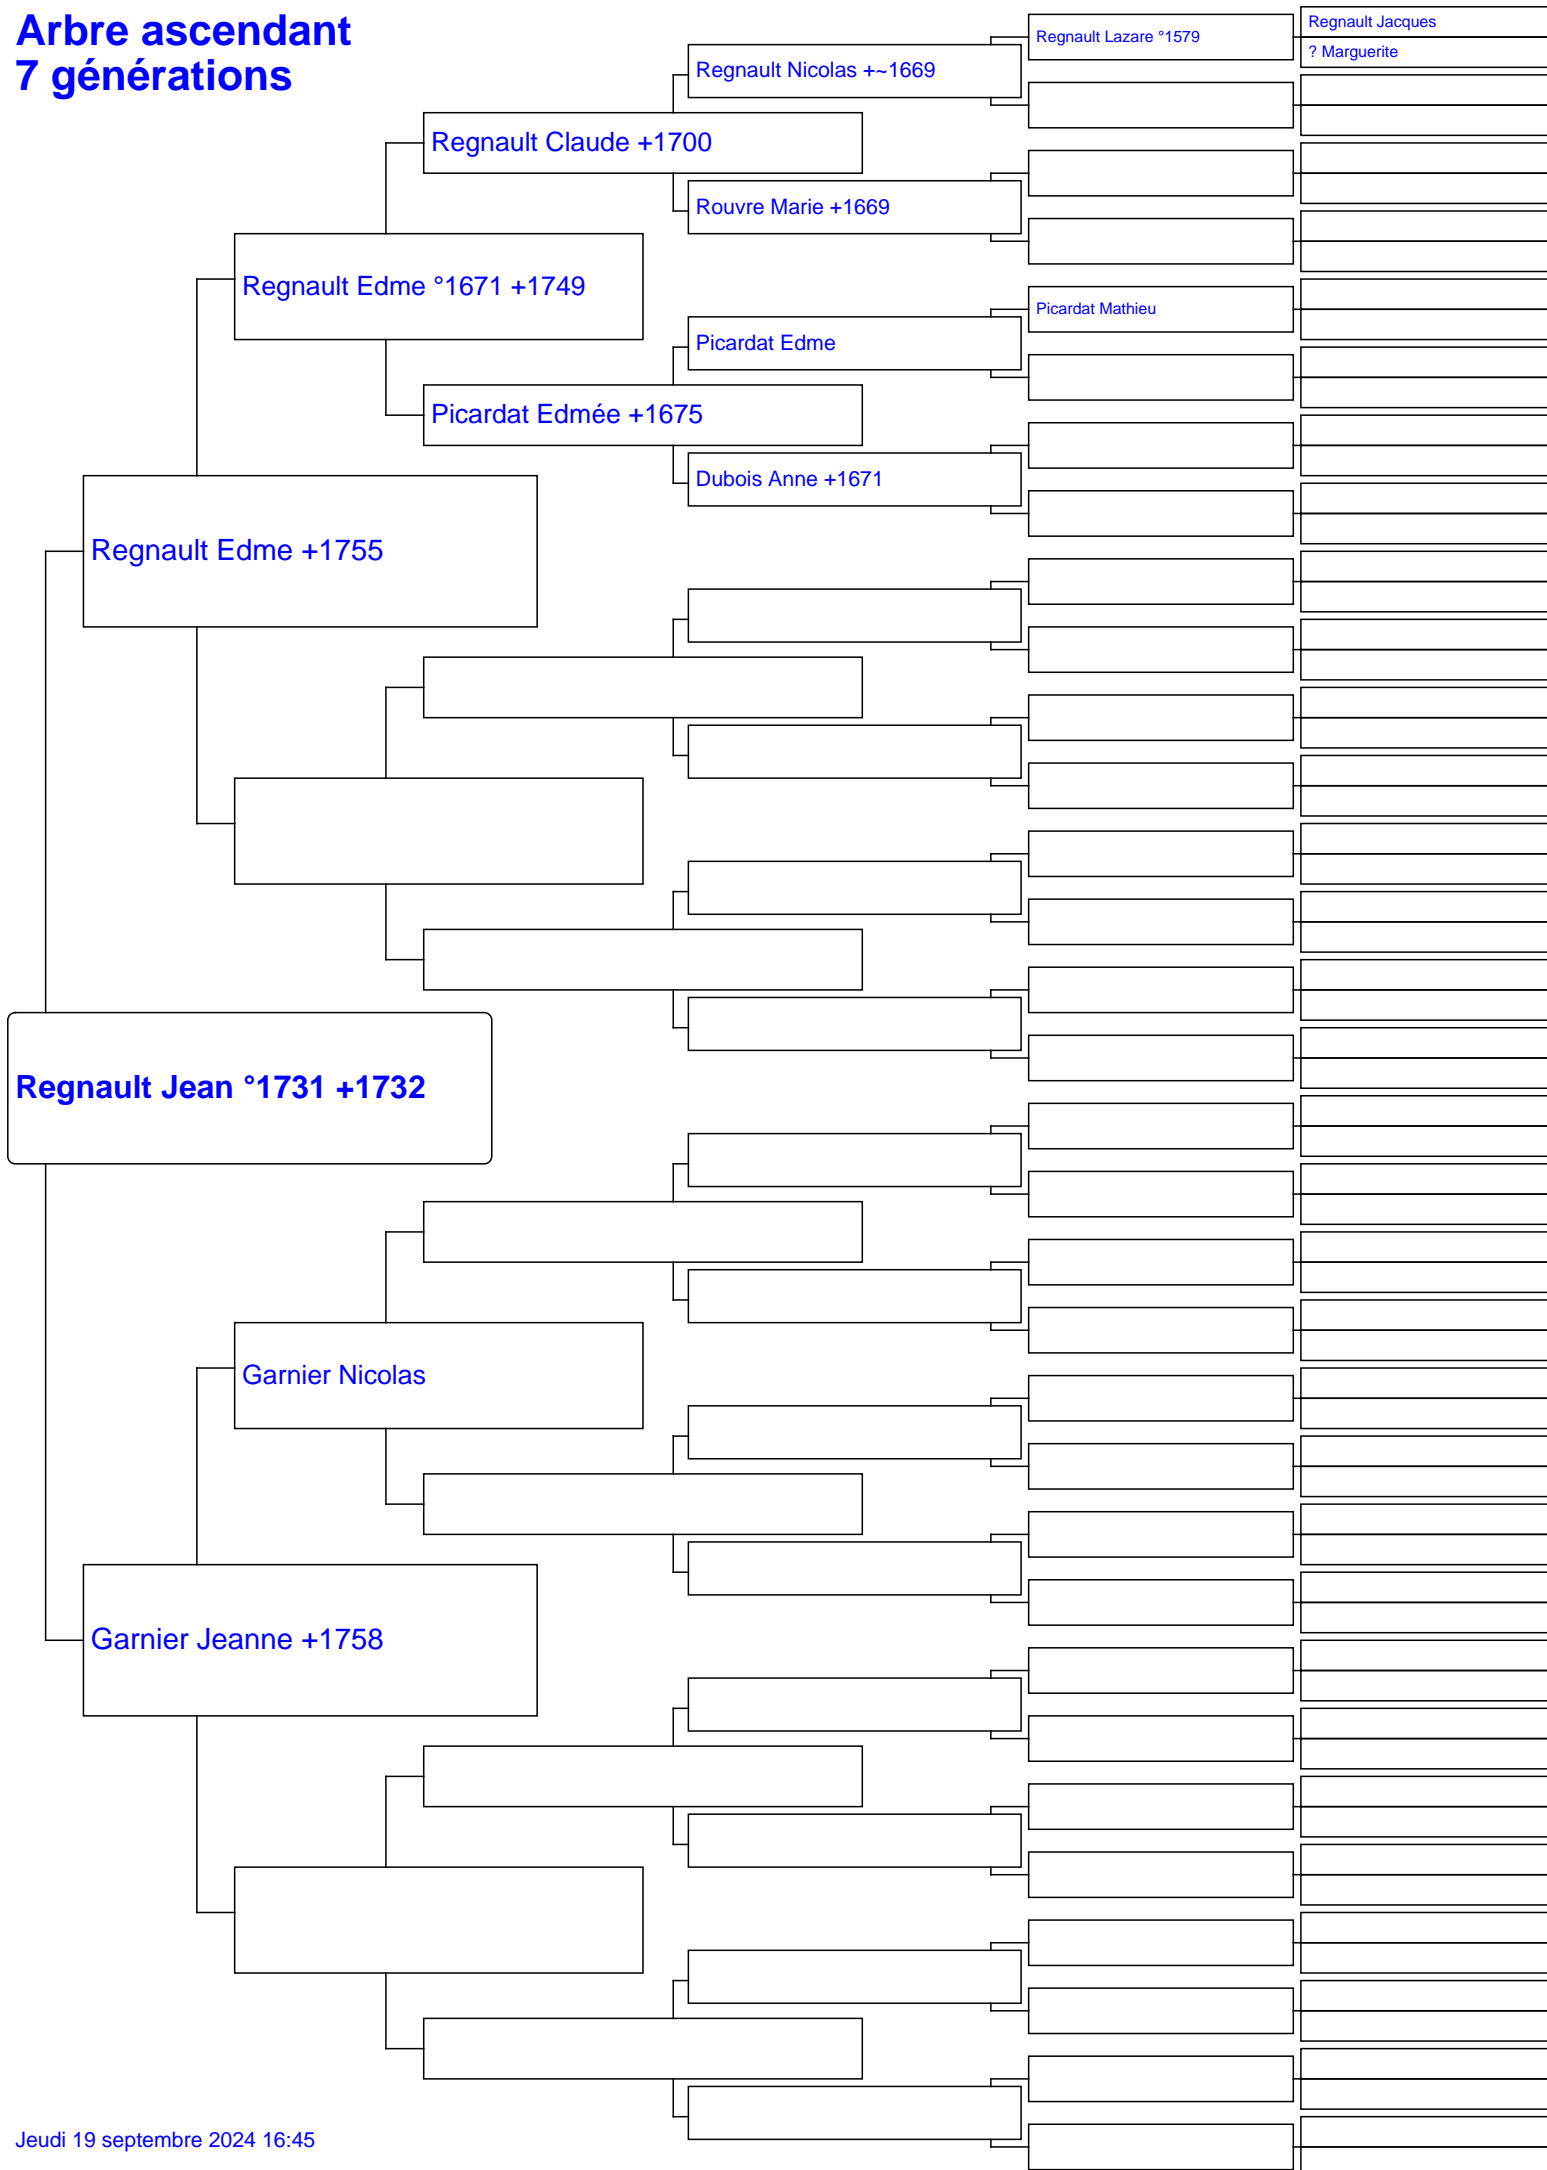 Arbre ascendant
7 générations
Regnault Jacques
? Marguerite
Regnault Lazare °1579
Regnault Nicolas +~1669
Regnault Claude +1700
Rouvre Marie +1669
Regnault Edme °1671 +1749
Picardat Mathieu
Picardat Edme
Picardat Edmée +1675
Dubois Anne +1671
Regnault Edme +1755
Regnault Jean °1731 +1732
Garnier Nicolas
Garnier Jeanne +1758
Jeudi 19 septembre 2024 16:45